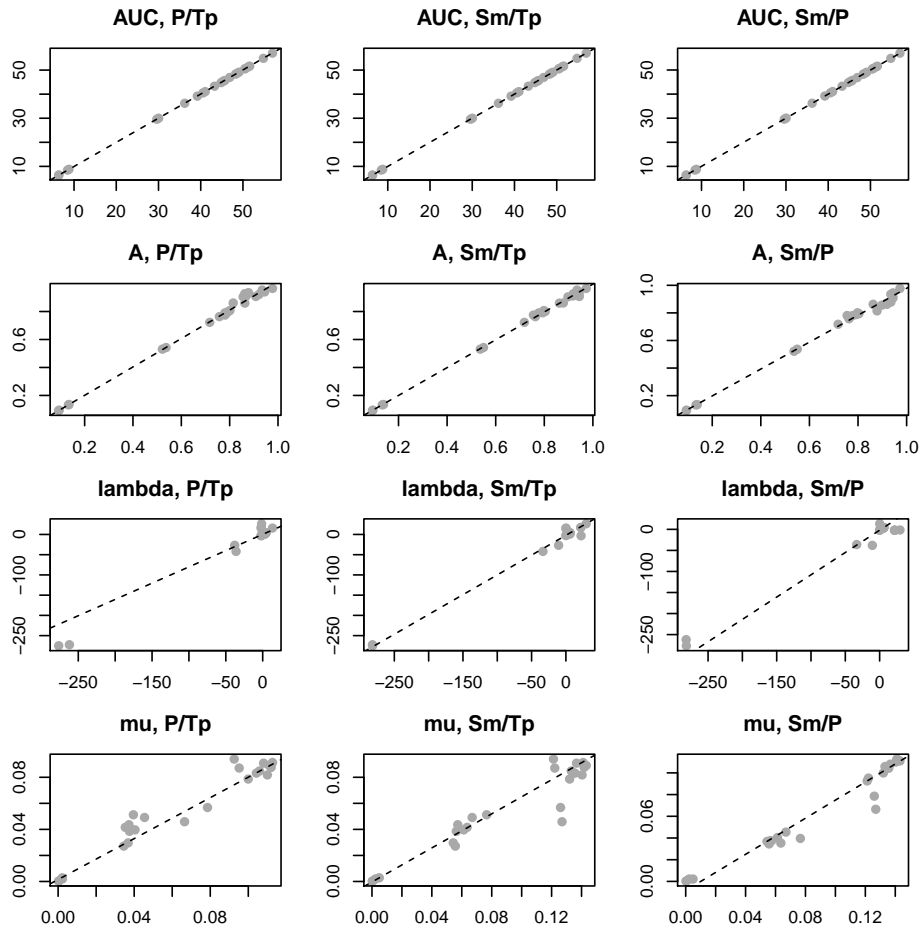 AUC, P/Tp AUC, Sm/Tp AUC, Sm/P
10 30 50 10 30 50 10 30 50
10 20 30 40 50 10 20 30 40 50 10 20 30 40 50
A, P/Tp A, Sm/Tp A, Sm/P
0.2 0.6 0.2 0.6 0.2 0.6 1.0
0.2 0.4 0.6 0.8 1.0 0.2 0.4 0.6 0.8 1.0 0.2 0.4 0.6 0.8 1.0
lambda, P/Tp lambda, Sm/Tp lambda, Sm/P
−250 −100 0 −250 −100 0 −250 −100 0
−250 −150 −50 0 −250 −150 −50 0 −250 −150 −50 0
mu, P/Tp mu, Sm/Tp mu, Sm/P
0.00 0.04 0.08 0.00 0.04 0.08 0.00 0.06
0.00 0.04 0.08 0.00 0.04 0.08 0.12 0.00 0.04 0.08 0.12